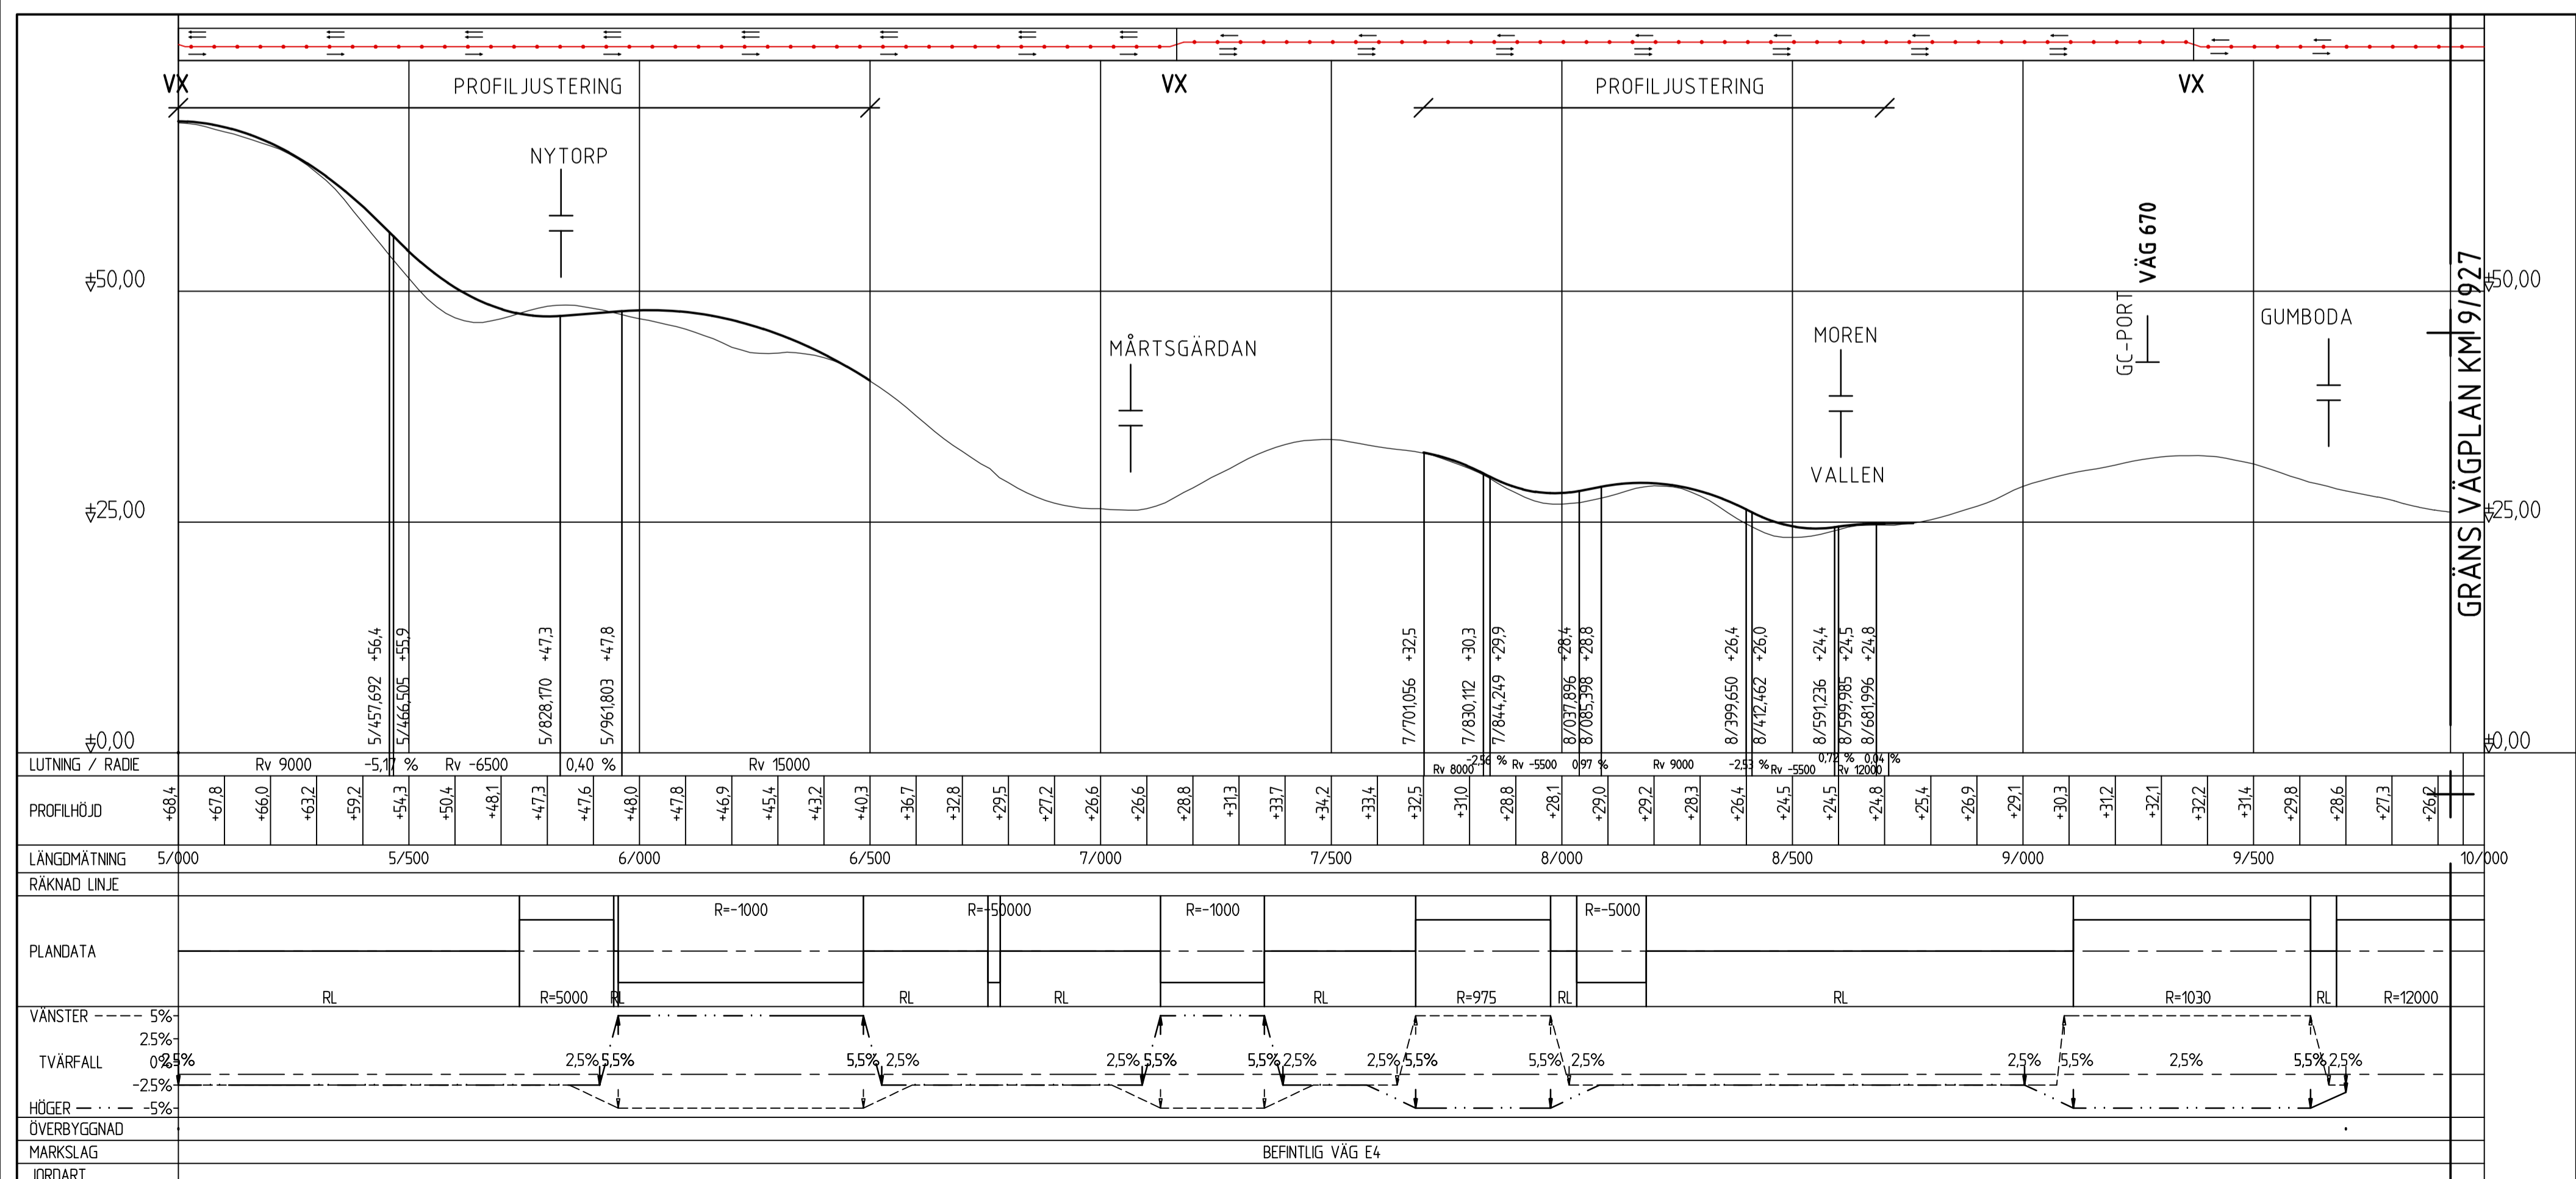 VX PROFILJUSTERING VX PROFILJUSTERING VX
NYTORP
MÅRTSGÄRDAN
MOREN
VALLEN
GC-PORT
VÄG 670
GUMBODA
GRÄNS VÄGPLAN KM 9/927
±50,00 ±50,00
±25,00 ±25,00
±0,00 ±0,00
5/457,692 +56,4
5/466,505 +55,9
5/828,170 +47,3
5/961,803 +47,8
7/701,056 +32,5
7/830,112 +30,3
7/844,249 +29,9
8/037,896 +28,4
8/085,398 +28,8
8/399,650 +26,4
8/412,462 +26,0
8/591,236 +24,4
8/599,985 +24,5
8/681,996 +24,8
LUTNING / RADIE Rv 9000 -5,17 % Rv -6500 0,40 % Rv 15000 Rv 8000 -2,56 % Rv -5500 0,97 % Rv 9000 -2,53 % Rv -5500 0,72 % Rv 12000 0,04 %
PROFILHÖJD +68,4 +67,8 +66,0 +63,2 +59,2 +54,3 +50,4 +48,1 +47,3 +47,6 +48,0 +47,8 +46,9 +45,4 +43,2 +40,3 +36,7 +32,8 +29,5 +27,2 +26,6 +26,6 +28,8 +31,3 +33,7 +34,2 +33,4 +32,5 +31,0 +28,8 +28,1 +29,0 +29,2 +28,3 +26,4 +24,5 +24,5 +24,8 +25,4 +26,9 +29,1 +30,3 +31,2 +32,1 +32,2 +31,4 +29,8 +28,6 +27,3 +26,2
LÄNGDMÄTNING 5/000 5/500 6/000 6/500 7/000 7/500 8/000 8/500 9/000 9/500 10/000
RÄKNAD LINJE
R=-1000 R=-50000 R=-1000 R=-5000
PLANDATA
RL R=5000 RL RL RL RL R=975 RL RL R=1030 RL R=12000
VÄNSTER 5%
2.5%
TVÄRFALL 0% 2,5% 2,5% 5,5% 5,5% 2,5% 2,5% 5,5% 5,5% 2,5% 2,5% 5,5% 5,5% 2,5% 2,5% 5,5% 2,5% 5,5% 2,5%
-2.5%
HÖGER -5%
ÖVERBYGGNAD
MARKSLAG BEFINTLIG VÄG E4
JORDART